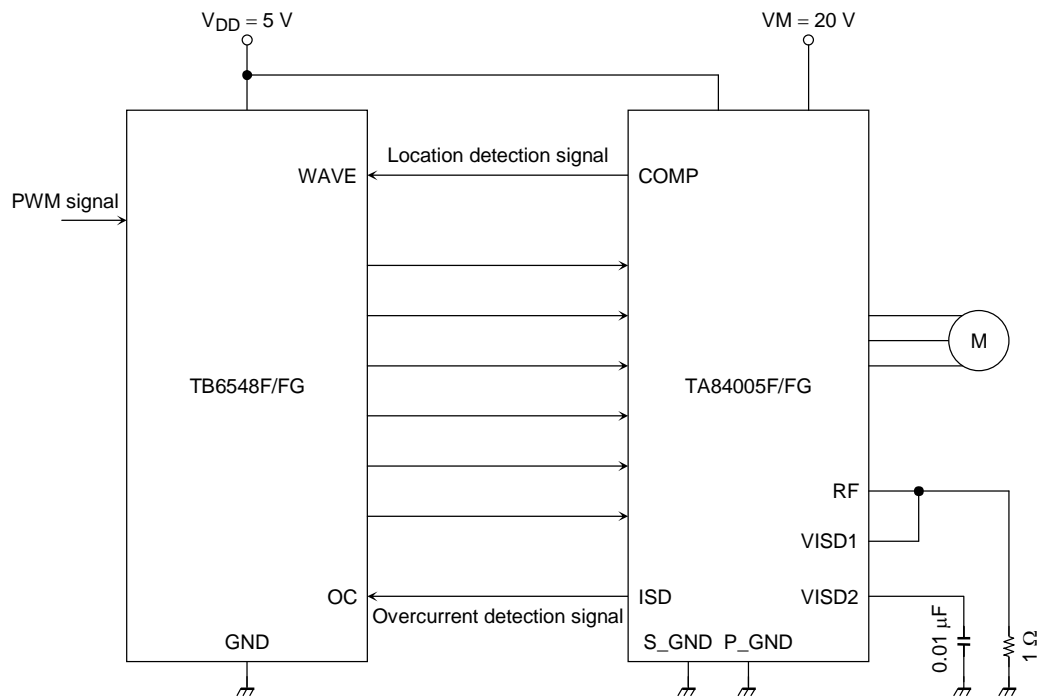 VDD = 5 V
VM = 20 V
Location detection signal
WAVE
COMP
PWM signal
M
TB6548F/FG
TA84005F/FG
RF
VISD1
OC
ISD
VISD2
Overcurrent detection signal
GND
S_GND P_GND
0.01 µF
1 Ω